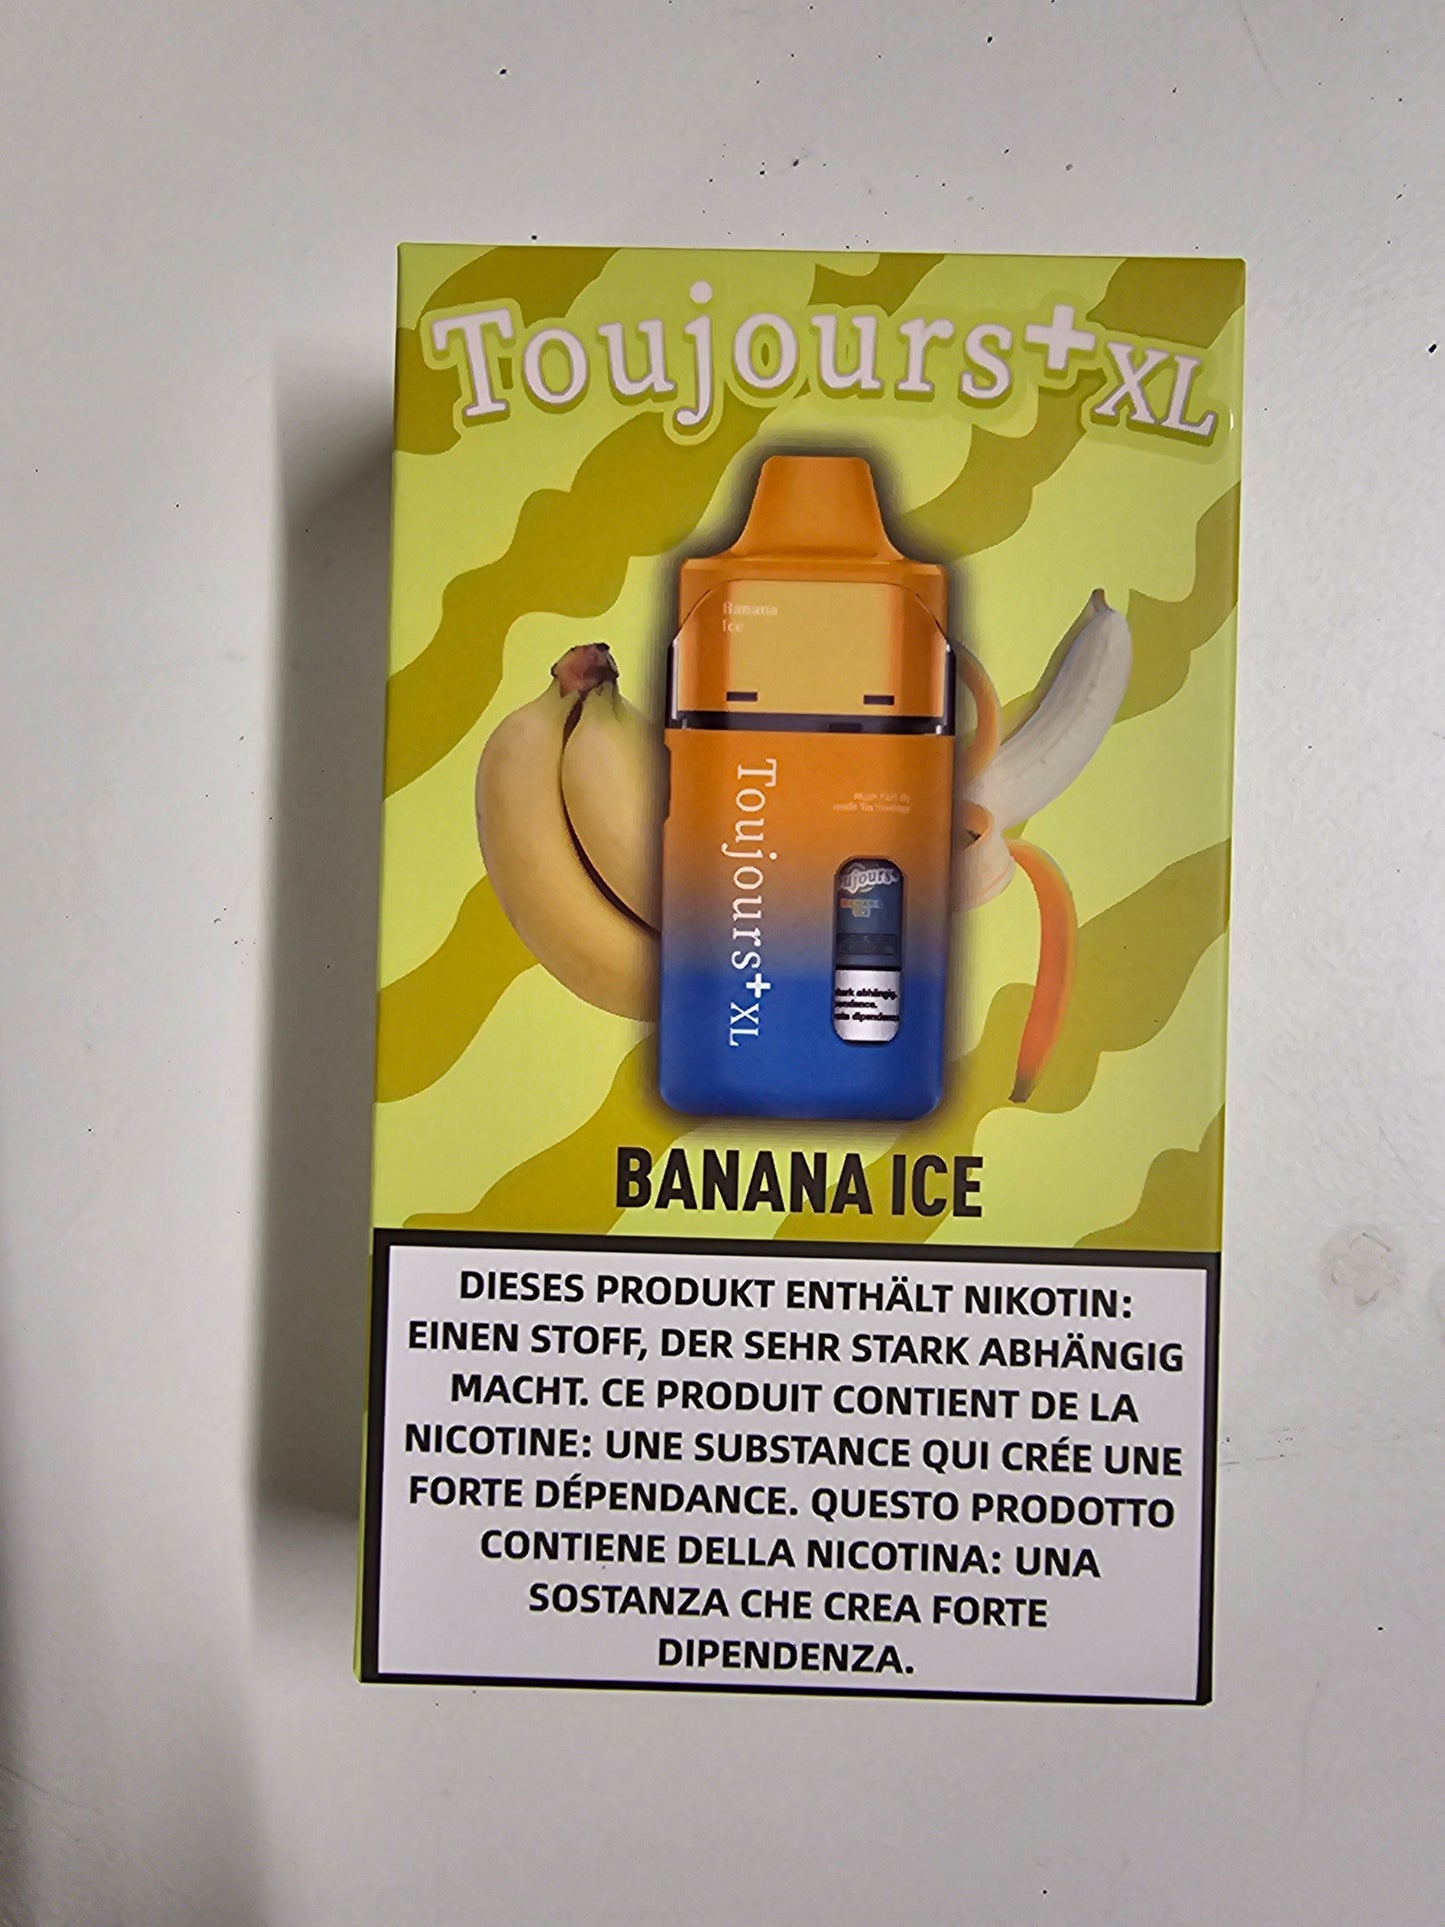 Toujours+XL
Banana
Ice
Toujours+XL
BANANA ICE
DIESES PRODUKT ENTHÄLT NIKOTIN:
EINEN STOFF, DER SEHR STARK ABHÄNGIG
MACHT. CE PRODUIT CONTIENT DE LA
NICOTINE: UNE SUBSTANCE QUI CRÉE UNE
FORTE DÉPENDANCE. QUESTO PRODOTTO
CONTIENE DELLA NICOTINA: UNA
SOSTANZA CHE CREA FORTE
DIPENDENZA.